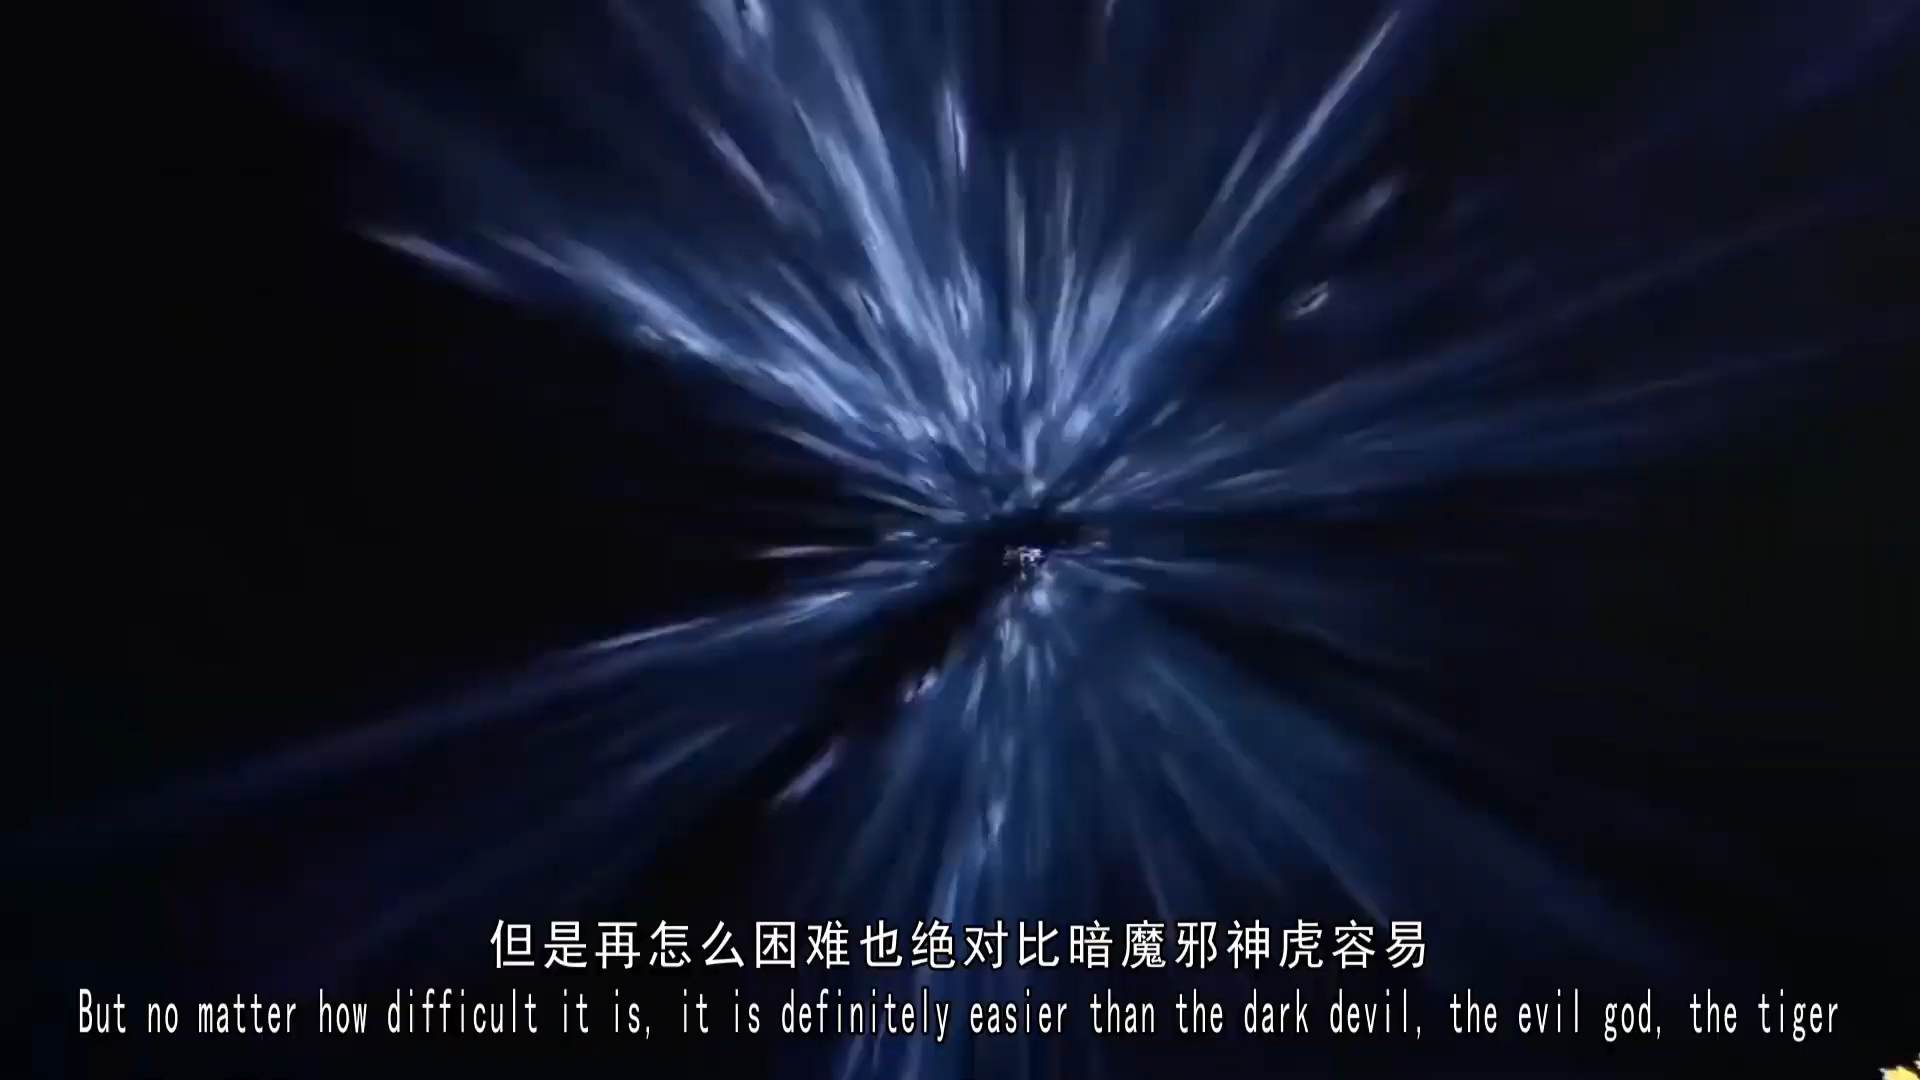 但是再怎么困难也绝对比暗魔邪神虎容易
But no matter how difficult it is, it is definitely easier than the dark devil, the evil god, the tiger